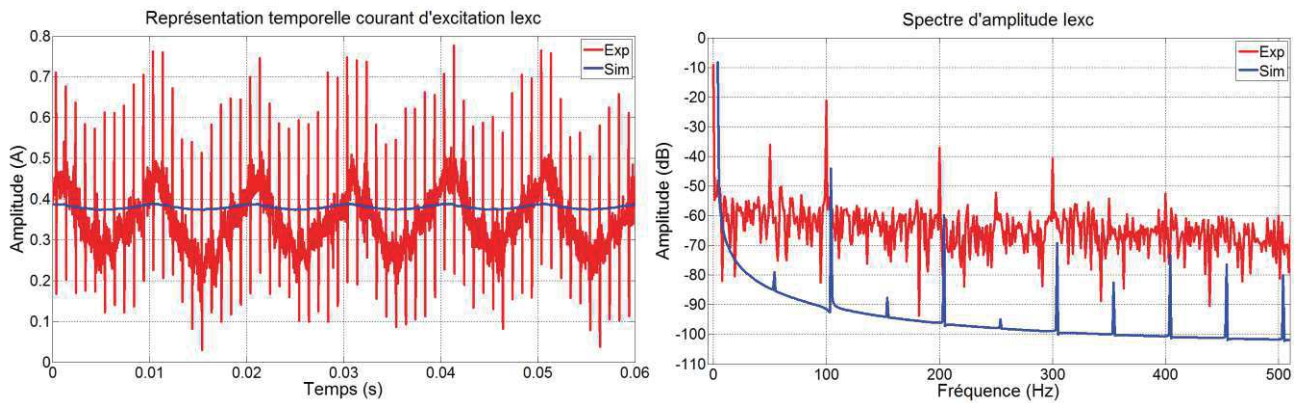 Représentation temporelle courant d'excitation Iexc
Amplitude (A)
0.8
0.7
0.6
0.5
0.4
0.3
0.2
0.1
0
Exp
Sim
0 0.01 0.02 0.03 0.04 0.05 0.06
Temps (s)
Spectre d'amplitude Iexc
Amplitude (dB)
0
-10
-20
-30
-40
-50
-60
-70
-80
-90
-100
-110
Exp
Sim
0 100 200 300 400 500
Fréquence (Hz)